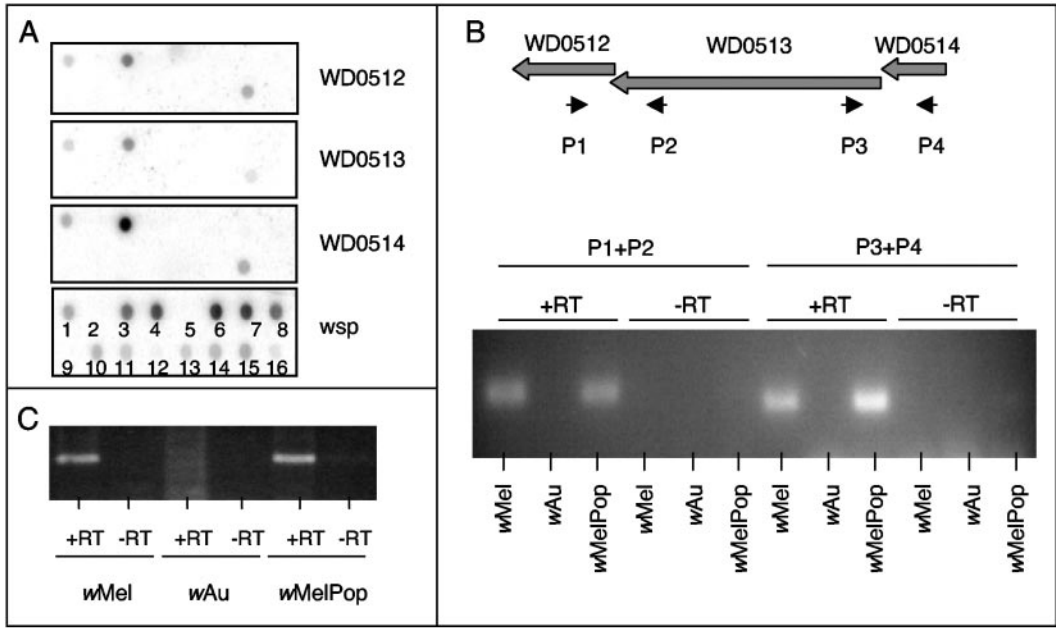 A
WD0512
WD0513
WD0514
wsp
1 2 3 4 5 6 7 8
9 10 11 12 13 14 15 16
B
WD0512 WD0513 WD0514
P1 P2 P3 P4
P1+P2 P3+P4
+RT -RT +RT -RT
wMel wAu wMelPop wMel wAu wMelPop wMel wAu wMelPop wMel wAu wMelPop
C
+RT -RT +RT -RT +RT -RT
wMel wAu wMelPop